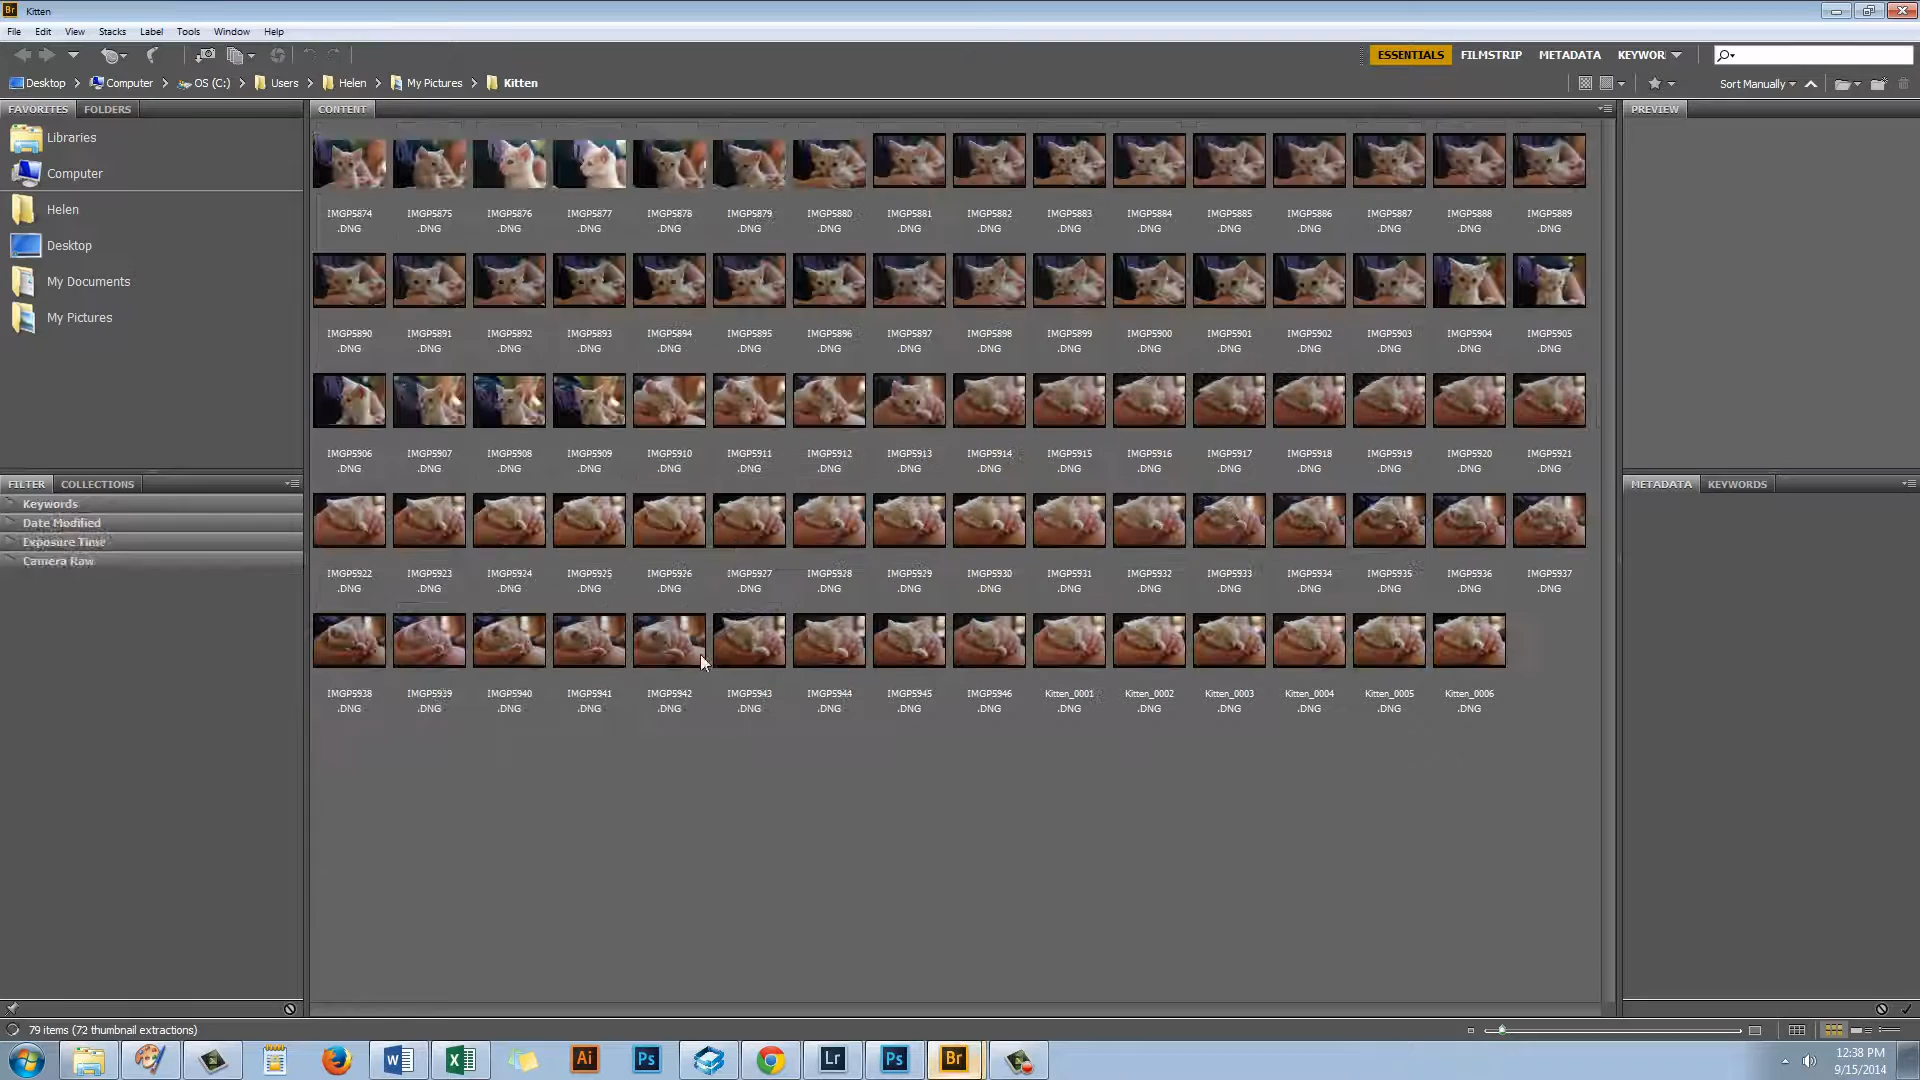 Br Kitten
File Edit View Stacks Label Tools Window Help
ESSENTIALS FILMSTRIP METADATA KEYWOR
Desktop Computer OS (C:) Users Helen My Pictures Kitten
Sort Manually
FAVORITES FOLDERS
CONTENT
PREVIEW
Libraries
Computer
Helen
Desktop
My Documents
My Pictures
IMGP5874 IMGP5875 IMGP5876 IMGP5877 IMGP5878 IMGP5879 IMGP5880 IMGP5881 IMGP5882 IMGP5883 IMGP5884 IMGP5885 IMGP5886 IMGP5887 IMGP5888 IMGP5889
.DNG .DNG .DNG .DNG .DNG .DNG .DNG .DNG .DNG .DNG .DNG .DNG .DNG .DNG .DNG .DNG
IMGP5890 IMGP5891 IMGP5892 IMGP5893 IMGP5894 IMGP5895 IMGP5896 IMGP5897 IMGP5898 IMGP5899 IMGP5900 IMGP5901 IMGP5902 IMGP5903 IMGP5904 IMGP5905
.DNG .DNG .DNG .DNG .DNG .DNG .DNG .DNG .DNG .DNG .DNG .DNG .DNG .DNG .DNG .DNG
IMGP5906 IMGP5907 IMGP5908 IMGP5909 IMGP5910 IMGP5911 IMGP5912 IMGP5913 IMGP5914 IMGP5915 IMGP5916 IMGP5917 IMGP5918 IMGP5919 IMGP5920 IMGP5921
.DNG .DNG .DNG .DNG .DNG .DNG .DNG .DNG .DNG .DNG .DNG .DNG .DNG .DNG .DNG .DNG
IMGP5922 IMGP5923 IMGP5924 IMGP5925 IMGP5926 IMGP5927 IMGP5928 IMGP5929 IMGP5930 IMGP5931 IMGP5932 IMGP5933 IMGP5934 IMGP5935 IMGP5936 IMGP5937
.DNG .DNG .DNG .DNG .DNG .DNG .DNG .DNG .DNG .DNG .DNG .DNG .DNG .DNG .DNG .DNG
IMGP5938 IMGP5939 IMGP5940 IMGP5941 IMGP5942 IMGP5943 IMGP5944 IMGP5945 IMGP5946 Kitten_0001 Kitten_0002 Kitten_0003 Kitten_0004 Kitten_0005 Kitten_0006
.DNG .DNG .DNG .DNG .DNG .DNG .DNG .DNG .DNG .DNG .DNG .DNG .DNG .DNG .DNG
FILTER COLLECTIONS
Keywords
Date Modified
Exposure Time
Camera Raw
METADATA KEYWORDS
79 items (72 thumbnail extractions)
Ai Ps Lr Ps Br
12:38 PM
9/15/2014